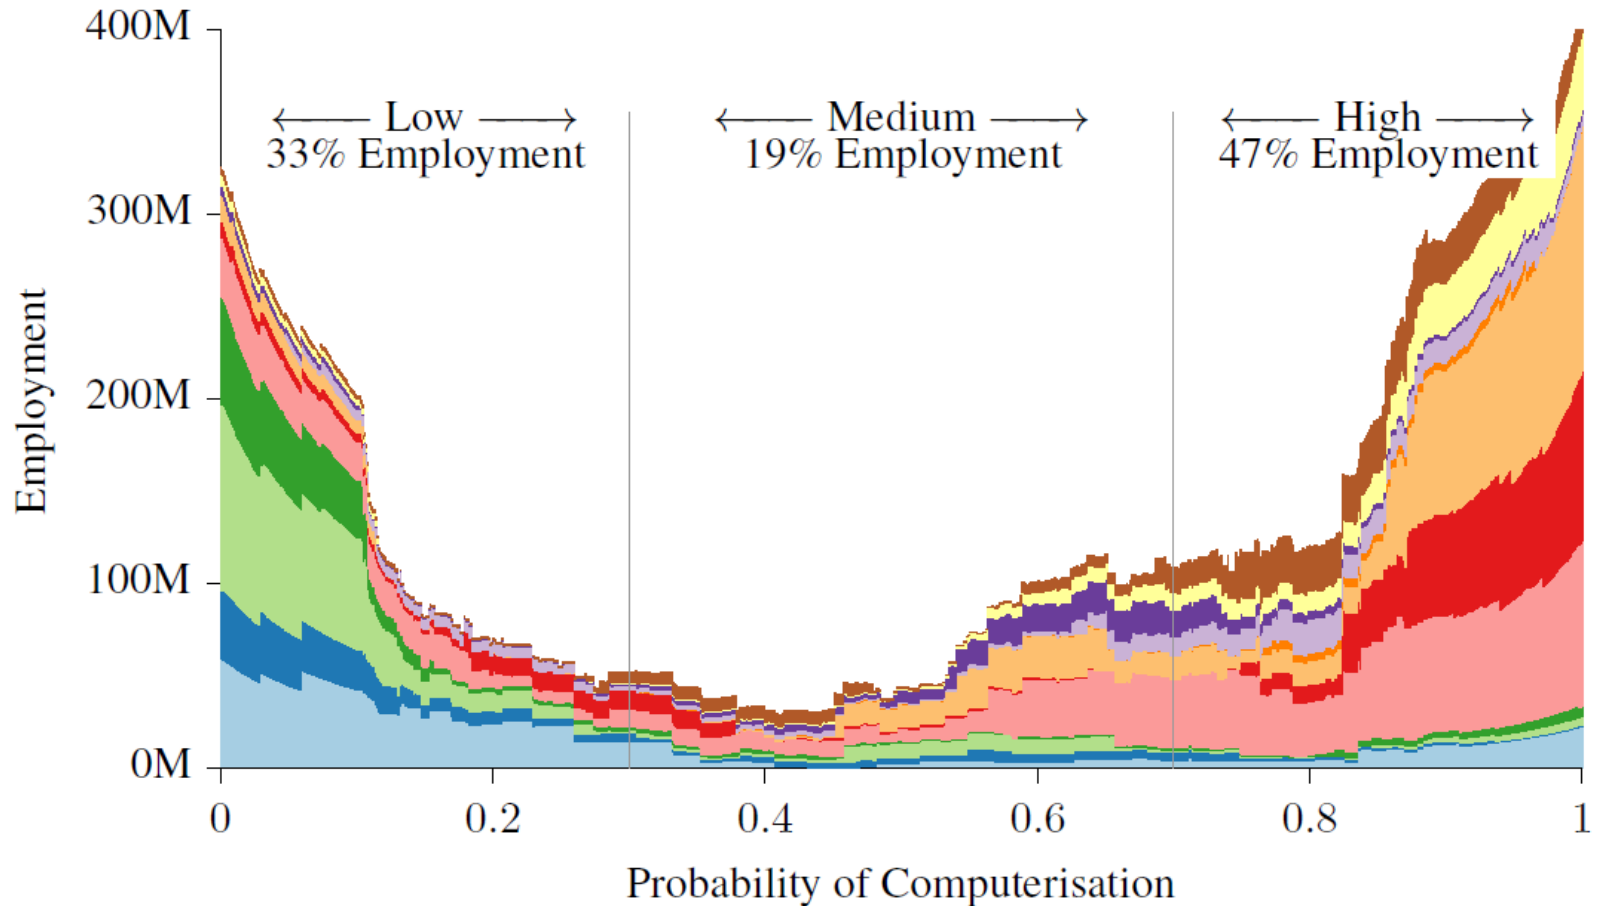 400M
300M
200M
100M
0M
Employment
Low
33% Employment
Medium
19% Employment
High
47% Employment
0
0.2
0.4
0.6
0.8
1
Probability of Computerisation